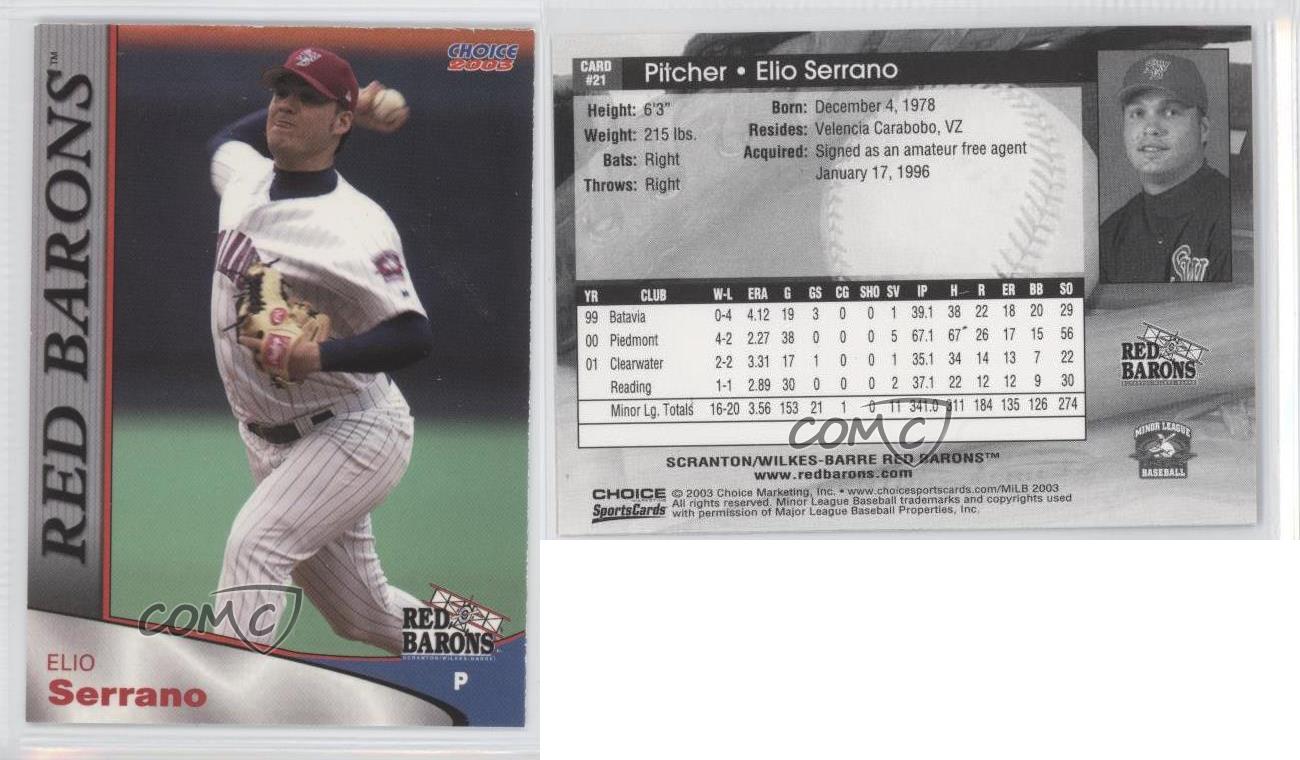 RED BARONS™
CHOICE
2003
RED
BARONS
SCRANTON/WILKES-BARRE
P
ELIO
Serrano
COMC
CARD
#21
Pitcher • Elio Serrano
Height: 6'3"
Weight: 215 lbs.
Bats: Right
Throws: Right
Born: December 4, 1978
Resides: Velencia Carabobo, VZ
Acquired: Signed as an amateur free agent
January 17, 1996
YR CLUB W-L ERA G GS CG SHO SV IP H R ER BB SO
99 Batavia 0-4 4.12 19 3 0 0 1 39.1 38 22 18 20 29
00 Piedmont 4-2 2.27 38 0 0 0 5 67.1 67 26 17 15 56
01 Clearwater 2-2 3.31 17 1 0 0 1 35.1 34 14 13 7 22
Reading 1-1 2.89 30 0 0 0 2 37.1 22 12 12 9 30
Minor Lg. Totals 16-20 3.56 153 21 1 0 11 341.0 311 184 135 126 274
COMC
SCRANTON/WILKES-BARRE RED BARONS™
www.redbarons.com
CHOICE
SportsCards
© 2003 Choice Marketing, Inc. • www.choicesportscards.com/MiLB 2003
All rights reserved. Minor League Baseball trademarks and copyrights used
with permission of Major League Baseball Properties, Inc.
SW
RED
BARONS
MINOR LEAGUE
BASEBALL